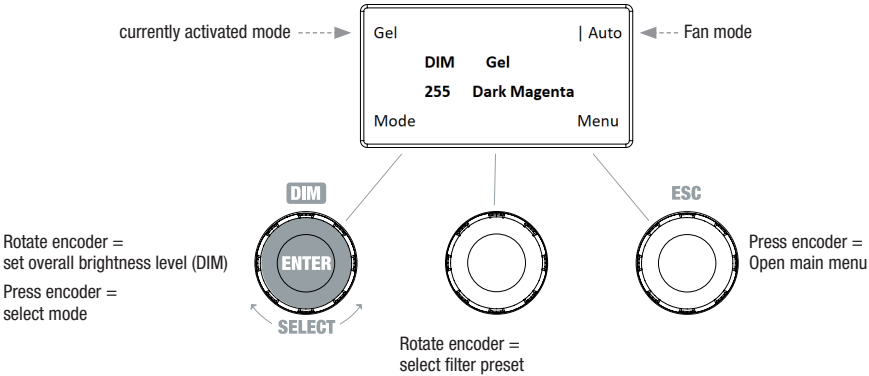 currently activated mode
Gel | Auto
Fan mode
DIM Gel
255 Dark Magenta
Mode Menu
DIM
ESC
ENTER
SELECT
Rotate encoder =
set overall brightness level (DIM)
Press encoder =
select mode
Rotate encoder =
select filter preset
Press encoder =
Open main menu